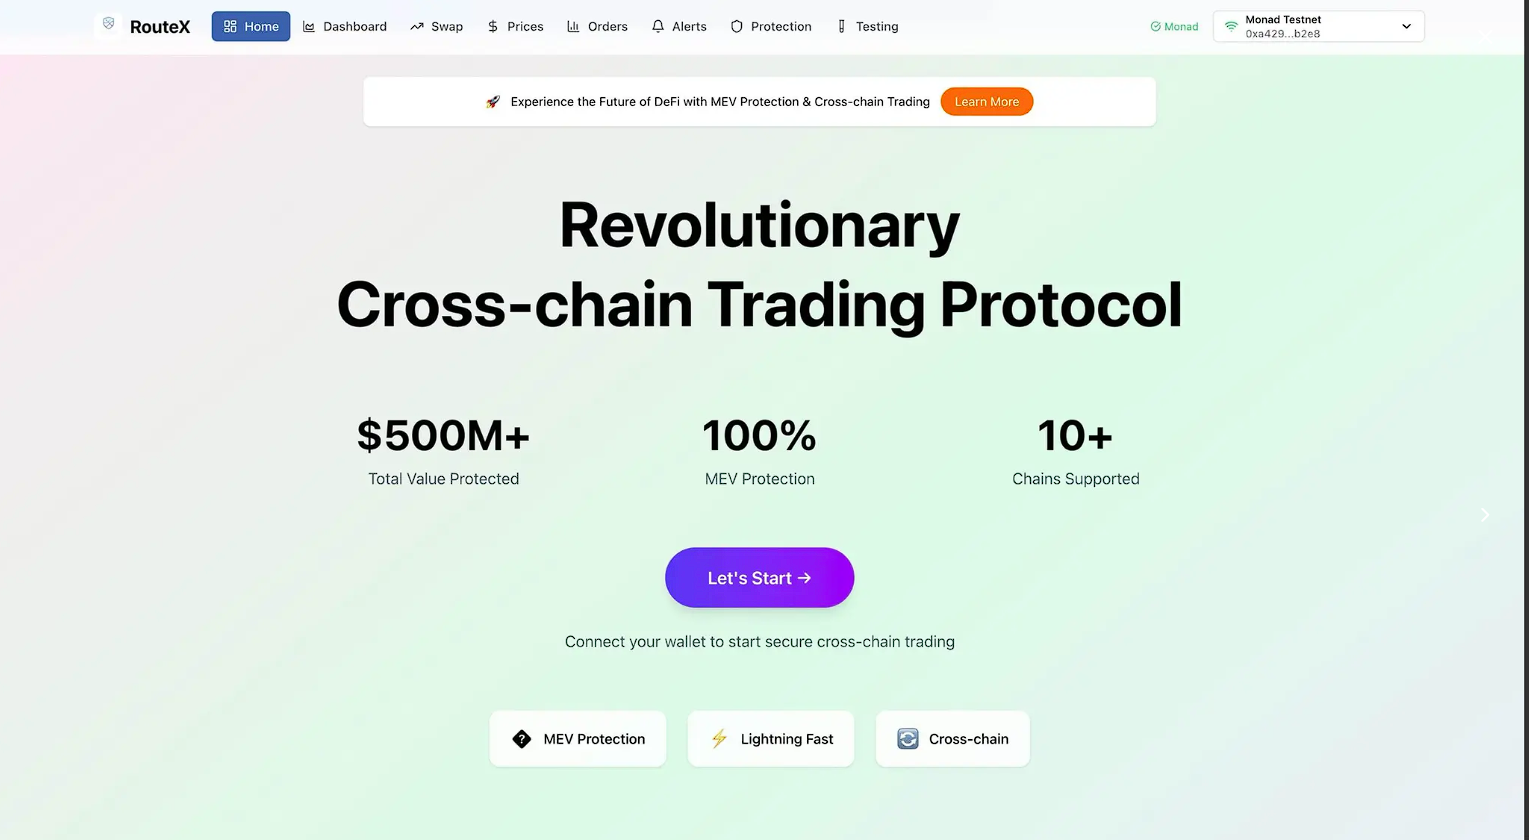 RouteX
Home
Dashboard
Swap
Prices
Orders
Alerts
Protection
Testing
Monad
Monad Testnet
0xa429...b2e8
Experience the Future of DeFi with MEV Protection & Cross-chain Trading
Learn More
Revolutionary
Cross-chain Trading Protocol
$500M+
Total Value Protected
100%
MEV Protection
10+
Chains Supported
Let's Start →
Connect your wallet to start secure cross-chain trading
MEV Protection
Lightning Fast
Cross-chain